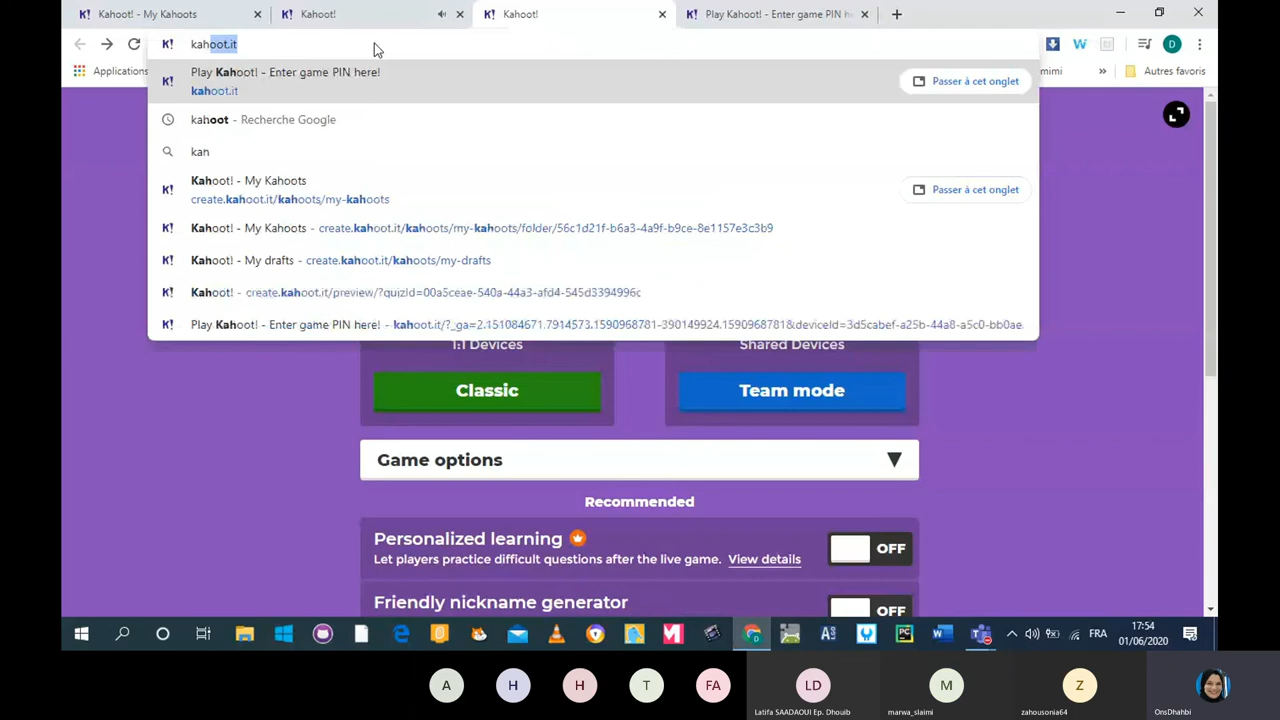 Kahoot! - My Kahoots
Kahoot!
Kahoot!
Play Kahoot! - Enter game PIN h
kahoot.it
Play Kahoot! - Enter game PIN here!
kahoot.it
Passer à cet onglet
kahoot - Recherche Google
kan
Kahoot! - My Kahoots
create.kahoot.it/kahoots/my-kahoots
Passer à cet onglet
Kahoot! - My Kahoots - create.kahoot.it/kahoots/my-kahoots/folder/56c1d21f-b6a3-4a9f-b9ce-8e1157e3c3b9
Kahoot! - My drafts - create.kahoot.it/kahoots/my-drafts
Kahoot! - create.kahoot.it/preview/?quizId=00a5ceae-540a-44a3-afd4-545d3394996c
Play Kahoot! - Enter game PIN here! - kahoot.it/?_ga=2.151084671.7914573.1590968781-390149924.1590968781&deviceId=3d5cabef-a25b-44a8-a5c0-bb0ae
Applications
mimi
Autres favoris
D
1:1 Devices
Shared Devices
Classic
Team mode
Game options
Recommended
Personalized learning
Let players practice difficult questions after the live game. View details
OFF
Friendly nickname generator
OFF
FRA
17:54
01/06/2020
A
H
H
T
FA
LD
M
Z
Latifa SAADAOUI Ep. Dhouib
marwa_slaimi
zahousonia64
OnsDhahbi